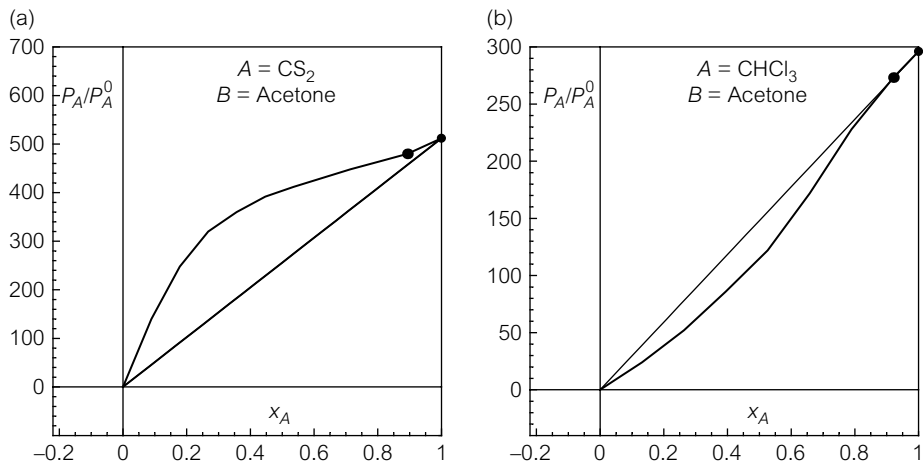 (a)
700
600
500
400
300
200
100
0
P_A/P_A^0
A = CS₂
B = Acetone
x_A
–0.2 0 0.2 0.4 0.6 0.8 1
(b)
300
250
200
150
100
50
0
P_A/P_A^0
A = CHCl₃
B = Acetone
x_A
–0.2 0 0.2 0.4 0.6 0.8 1